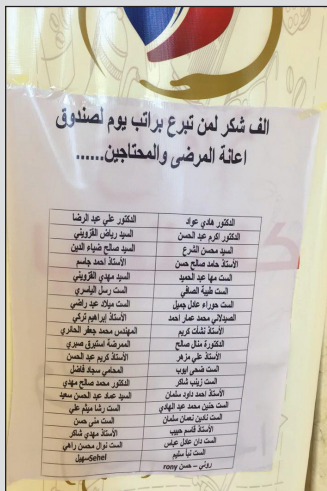 الف شكر لمن تبرع براتب يوم لصندوق
اعانة المرضى والمحتاجين......
الدكتور هادي عواد
الدكتور علي عبد الرضا
الدكتور اكرم عبد الحسن
السيد رياض القزويني
السيد محسن الشرع
السيد صالح ضياء الدين
الأستاذ حامد صالح حسن
الأستاذ احمد جاسم
الست مها عبد الحميد
السيد مهدي القزويني
الست طيبة الصافي
الست رسل الياسري
الست حوراء عادل جميل
الست ميلاد عبد راضي
الصيدلاني محمد عمار احمد
الأستاذ إبراهيم تركي
الأستاذ نشأت كريم
المهندس محمد جعفر الحائري
الدكتورة منال صالح
الممرضة استبرق صبري
الأستاذ علي مزهر
الأستاذ كريم عبد الحسن
الست ضحى ايوب
المحامي سجاد فاضل
الست زينب شاكر
الدكتور محمد صالح مهدي
الأستاذ احمد داود سلمان
السيد عماد عبد الحسن سعيد
الست حنين محمد عبد الهادي
الست رشا ميثم علي
الست نادين نعمان سلمان
الست منى حسن
الأستاذ قاسم حبيب
الأستاذ مهدي شاكر
الست دان عادل عباس
الست نوال محسن راهي
الست نبأ سليم
Sehel-سهيل
روني – حسن rony